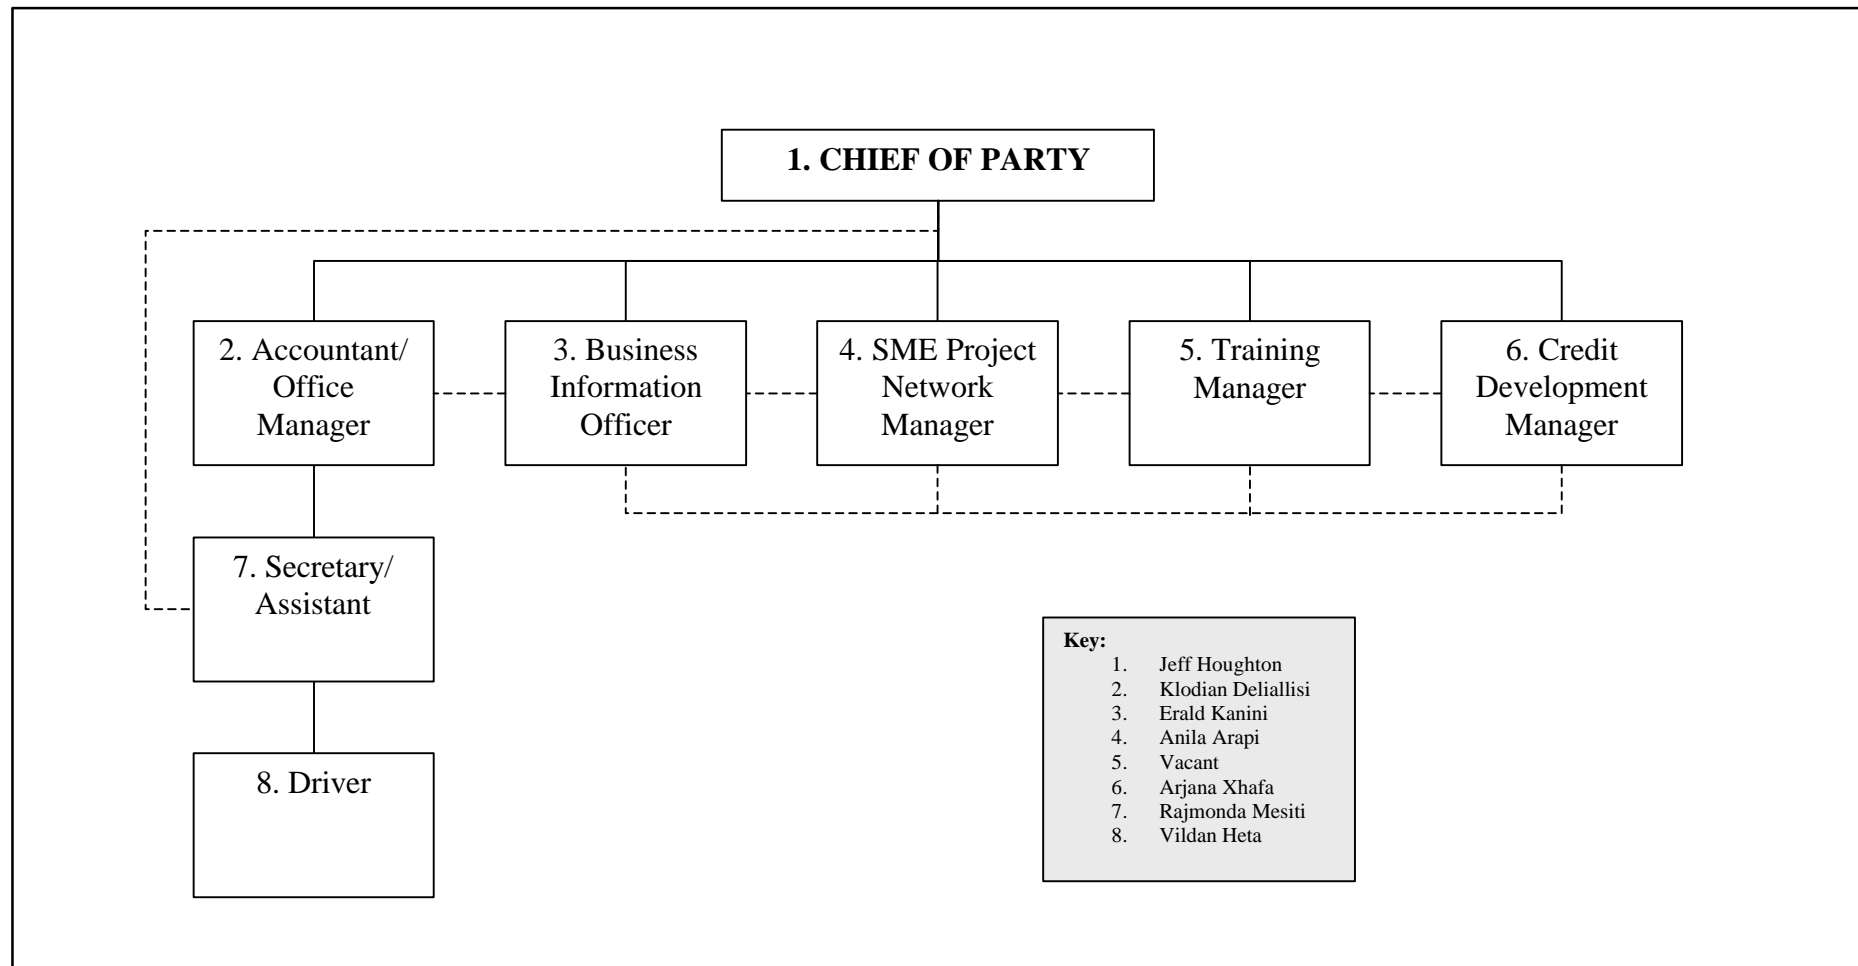 1. CHIEF OF PARTY
2. Accountant/
Office
Manager
3. Business
Information
Officer
4. SME Project
Network
Manager
5. Training
Manager
6. Credit
Development
Manager
7. Secretary/
Assistant
8. Driver
Key:
1. Jeff Houghton
2. Klodian Deliallisi
3. Erald Kanini
4. Anila Arapi
5. Vacant
6. Arjana Xhafa
7. Rajmonda Mesiti
8. Vildan Heta